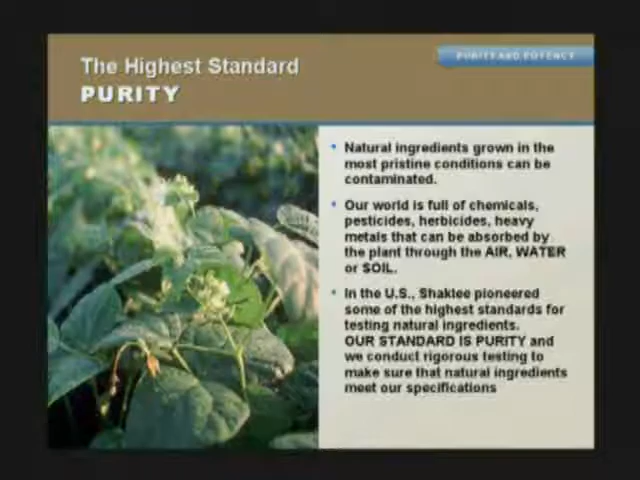 The Highest Standard
PURITY
PURITY AND POTENCY
Natural ingredients grown in the
most pristine conditions can be
contaminated.
Our world is full of chemicals,
pesticides, herbicides, heavy
metals that can be absorbed by
the plant through the AIR, WATER
or SOIL.
In the U.S., Shaklee pioneered
some of the highest standards for
testing natural ingredients.
OUR STANDARD IS PURITY and
we conduct rigorous testing to
make sure that natural ingredients
meet our specifications